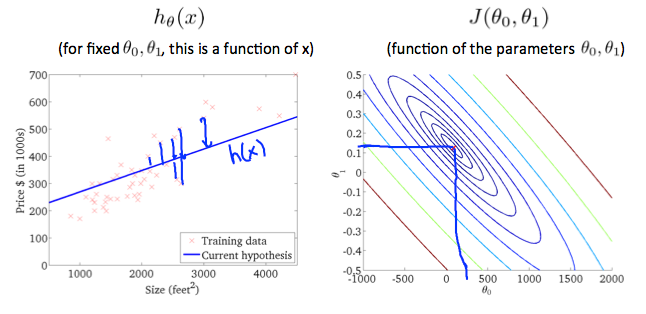 hθ(x)
(for fixed θ₀, θ₁, this is a function of x)
700
600
500
400
300
200
100
0
Price $ (in 1000s)
1000 2000 3000 4000
Size (feet²)
h(x)
Training data
Current hypothesis
J(θ₀, θ₁)
(function of the parameters θ₀, θ₁)
0.5
0.4
0.3
0.2
0.1
0
-0.1
-0.2
-0.3
-0.4
-0.5
θ₁
-1000 -500 0 500 1000 1500 2000
θ₀